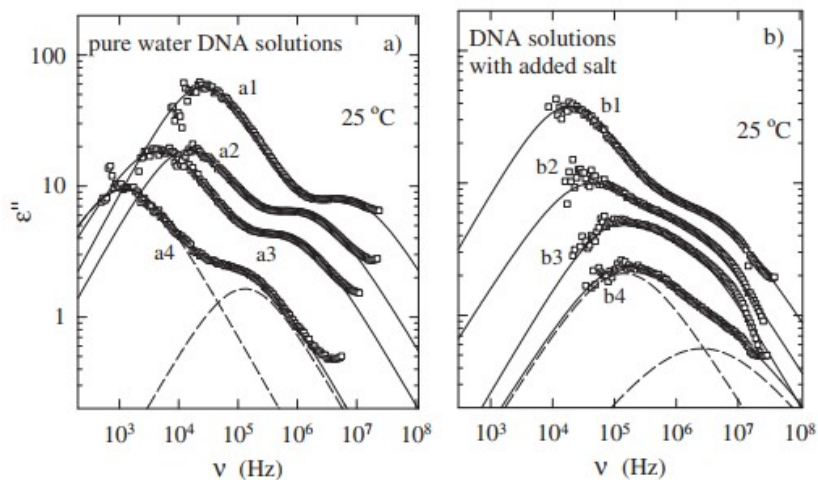 pure water DNA solutions a)
100
a1
25 °C
a2
10
ε"
a3
a4
1
10³ 10⁴ 10⁵ 10⁶ 10⁷ 10⁸
ν (Hz)
DNA solutions b)
with added salt
b1
25 °C
b2
b3
b4
10³ 10⁴ 10⁵ 10⁶ 10⁷ 10⁸
ν (Hz)